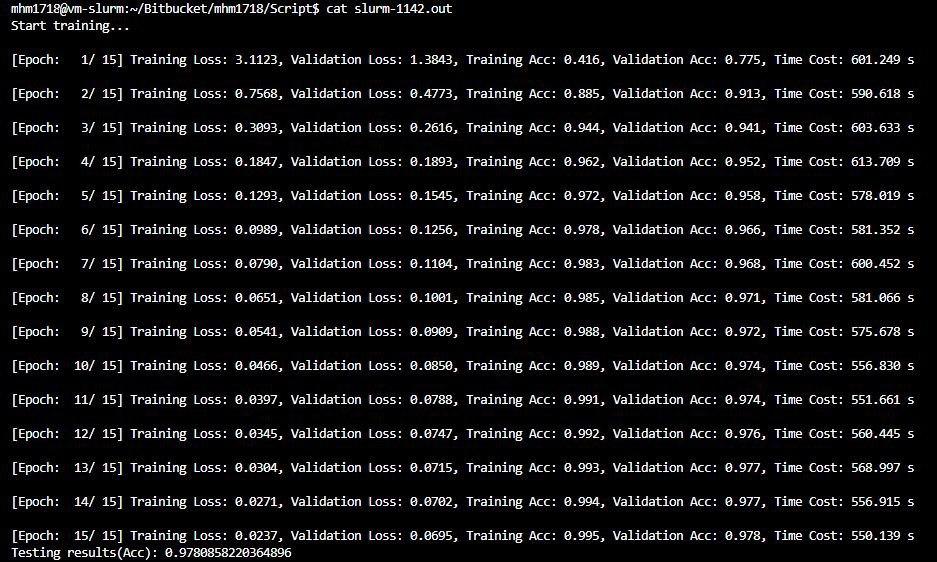 mhm1718@vm-slurm:~/Bitbucket/mhm1718/Script$ cat slurm-1142.out
Start training...
[Epoch:   1/ 15] Training Loss: 3.1123, Validation Loss: 1.3843, Training Acc: 0.416, Validation Acc: 0.775, Time Cost: 601.249 s
[Epoch:   2/ 15] Training Loss: 0.7568, Validation Loss: 0.4773, Training Acc: 0.885, Validation Acc: 0.913, Time Cost: 590.618 s
[Epoch:   3/ 15] Training Loss: 0.3093, Validation Loss: 0.2616, Training Acc: 0.944, Validation Acc: 0.941, Time Cost: 603.633 s
[Epoch:   4/ 15] Training Loss: 0.1847, Validation Loss: 0.1893, Training Acc: 0.962, Validation Acc: 0.952, Time Cost: 613.709 s
[Epoch:   5/ 15] Training Loss: 0.1293, Validation Loss: 0.1545, Training Acc: 0.972, Validation Acc: 0.958, Time Cost: 578.019 s
[Epoch:   6/ 15] Training Loss: 0.0989, Validation Loss: 0.1256, Training Acc: 0.978, Validation Acc: 0.966, Time Cost: 581.352 s
[Epoch:   7/ 15] Training Loss: 0.0790, Validation Loss: 0.1104, Training Acc: 0.983, Validation Acc: 0.968, Time Cost: 600.452 s
[Epoch:   8/ 15] Training Loss: 0.0651, Validation Loss: 0.1001, Training Acc: 0.985, Validation Acc: 0.971, Time Cost: 581.066 s
[Epoch:   9/ 15] Training Loss: 0.0541, Validation Loss: 0.0909, Training Acc: 0.988, Validation Acc: 0.972, Time Cost: 575.678 s
[Epoch:  10/ 15] Training Loss: 0.0466, Validation Loss: 0.0850, Training Acc: 0.989, Validation Acc: 0.974, Time Cost: 556.830 s
[Epoch:  11/ 15] Training Loss: 0.0397, Validation Loss: 0.0788, Training Acc: 0.991, Validation Acc: 0.974, Time Cost: 551.661 s
[Epoch:  12/ 15] Training Loss: 0.0345, Validation Loss: 0.0747, Training Acc: 0.992, Validation Acc: 0.976, Time Cost: 560.445 s
[Epoch:  13/ 15] Training Loss: 0.0304, Validation Loss: 0.0715, Training Acc: 0.993, Validation Acc: 0.977, Time Cost: 568.997 s
[Epoch:  14/ 15] Training Loss: 0.0271, Validation Loss: 0.0702, Training Acc: 0.994, Validation Acc: 0.977, Time Cost: 556.915 s
[Epoch:  15/ 15] Training Loss: 0.0237, Validation Loss: 0.0695, Training Acc: 0.995, Validation Acc: 0.978, Time Cost: 550.139 s
Testing results(Acc): 0.9780858220364896